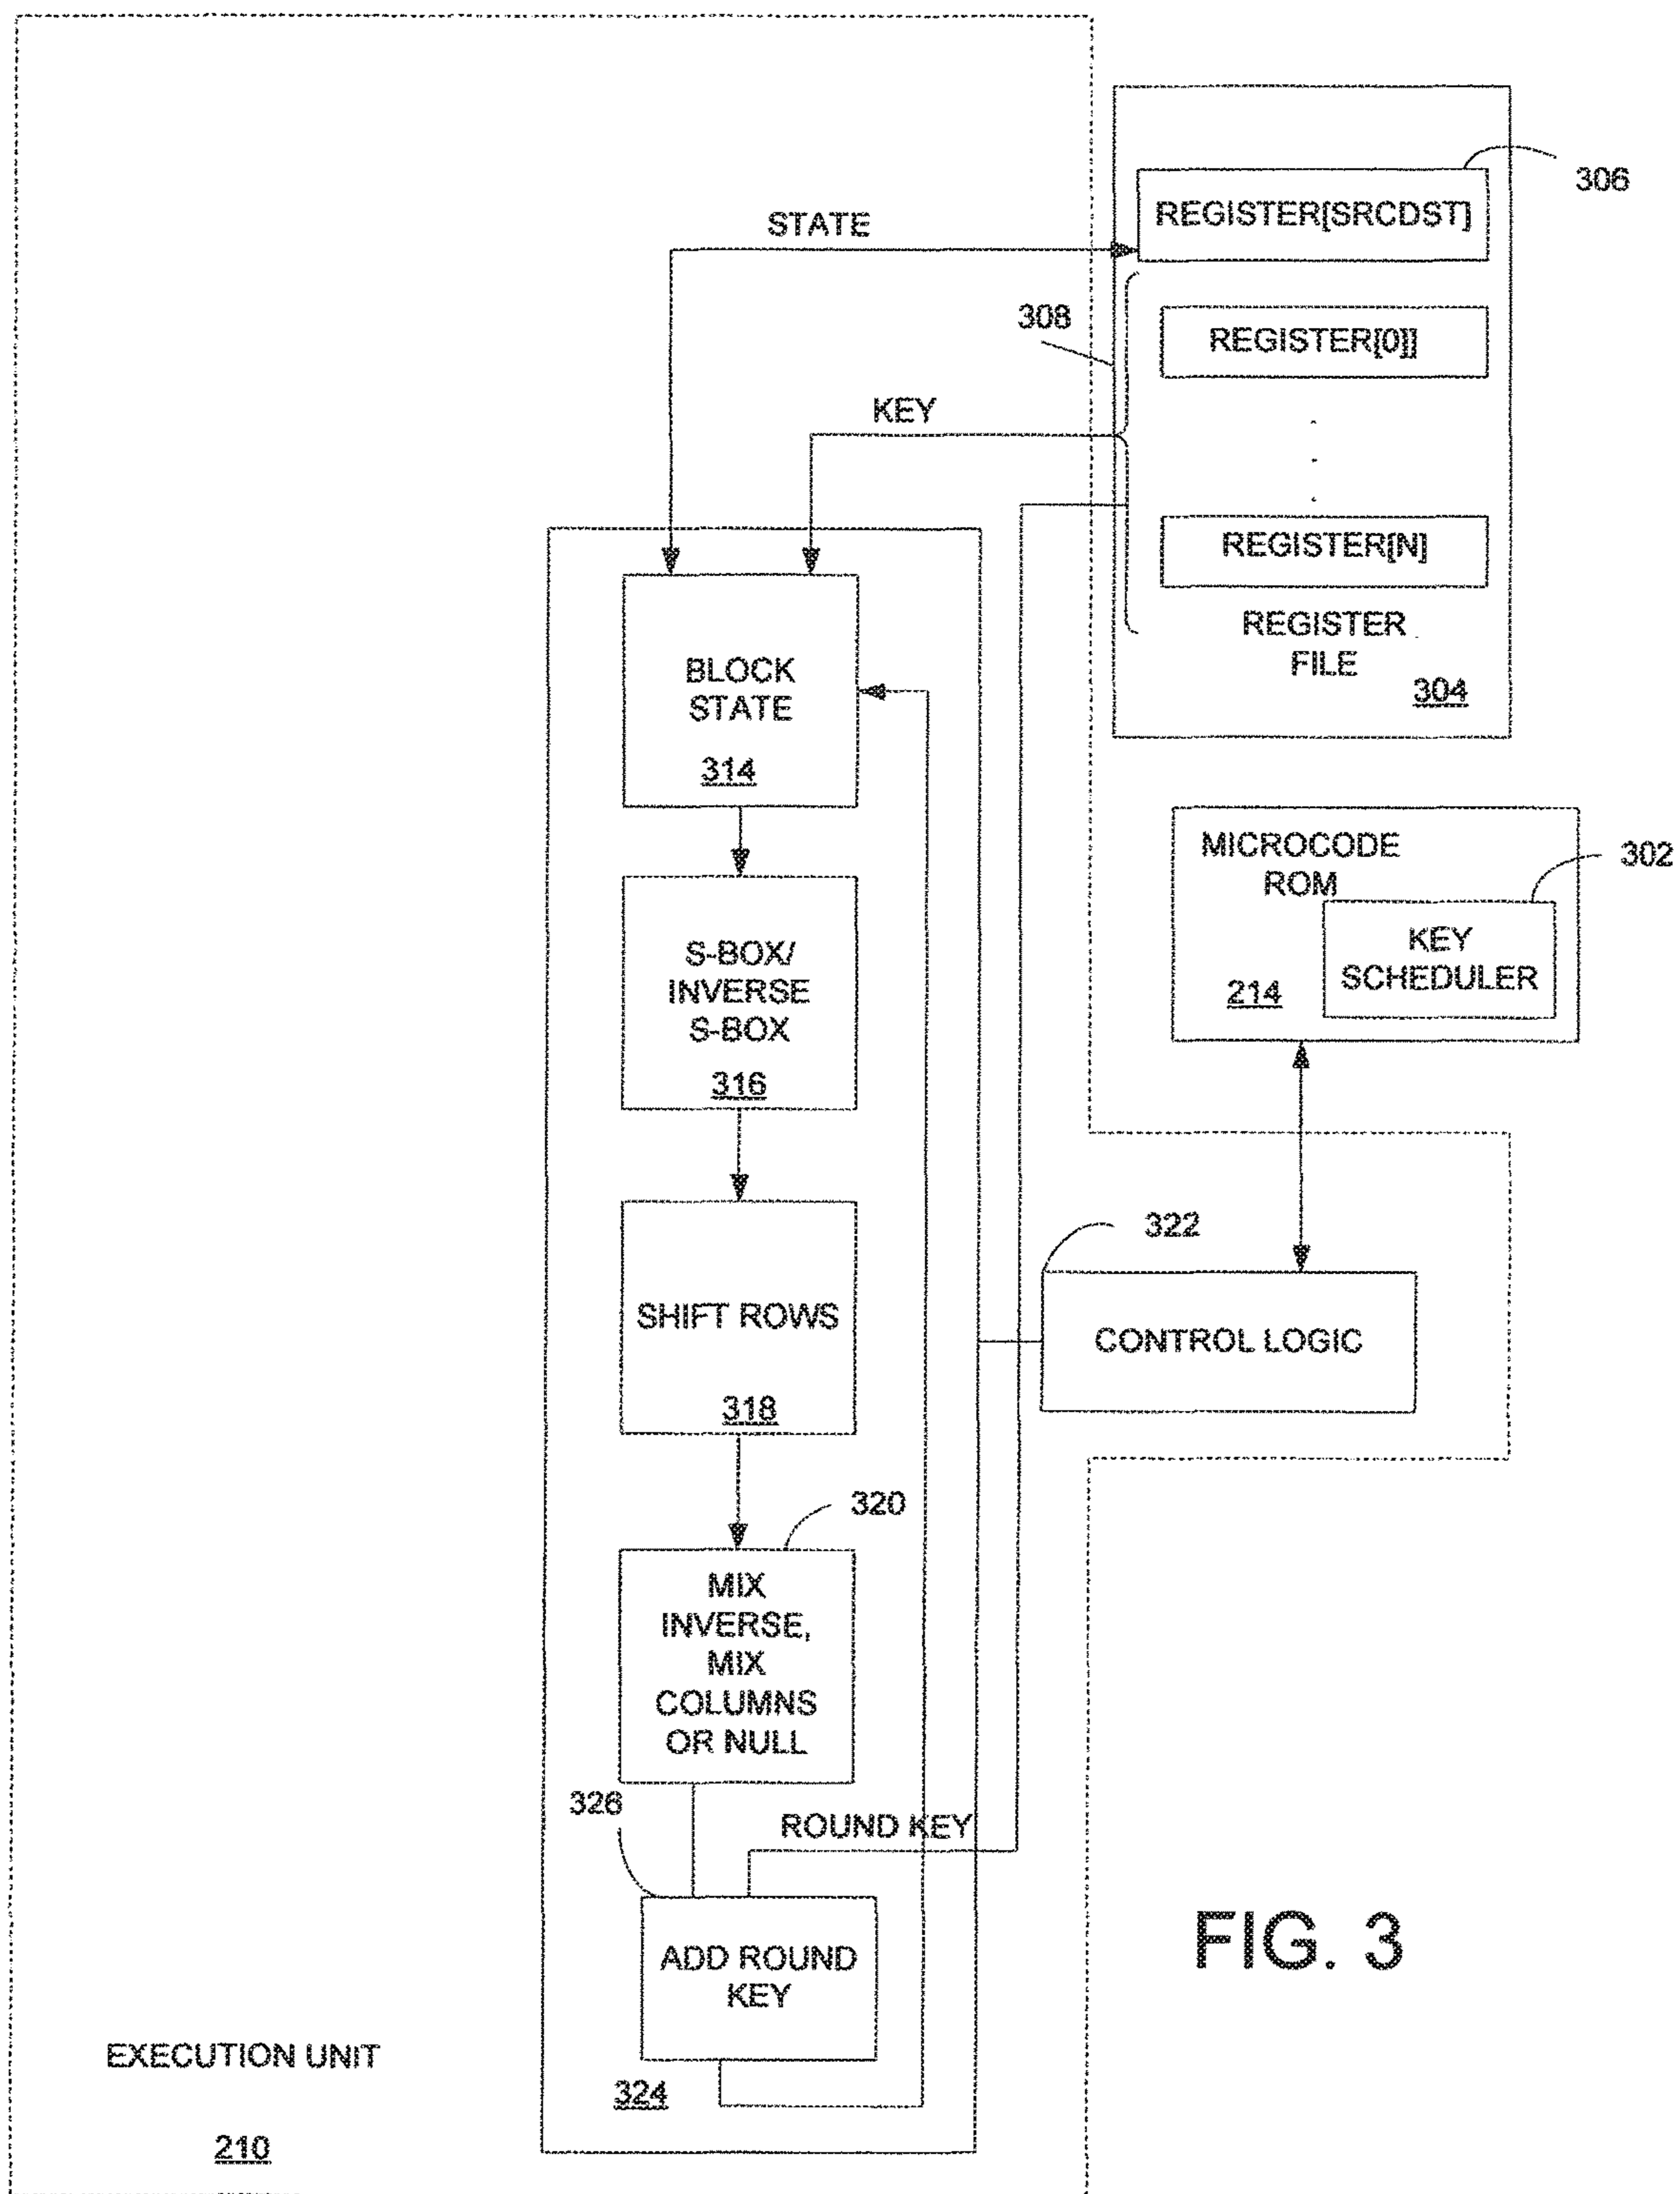 306
REGISTER[SRCDST]
STATE
308
REGISTER[0]]
KEY
REGISTER[N]
REGISTER
FILE
304
BLOCK
STATE
314
MICROCODE
ROM
302
KEY
SCHEDULER
214
S-BOX/
INVERSE
S-BOX
316
322
SHIFT ROWS
CONTROL LOGIC
318
320
MIX
INVERSE,
MIX
COLUMNS
OR NULL
326
ROUND KEY
ADD ROUND
KEY
FIG. 3
EXECUTION UNIT
324
210